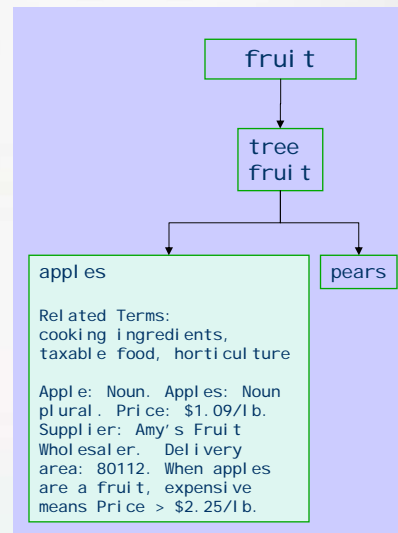 fruit
tree
fruit
apples
pears
Related Terms:
cooking ingredients,
taxable food, horticulture
Apple: Noun. Apples: Noun
plural. Price: $1.09/lb.
Supplier: Amy's Fruit
Wholesaler. Delivery
area: 80112. When apples
are a fruit, expensive
means Price > $2.25/lb.